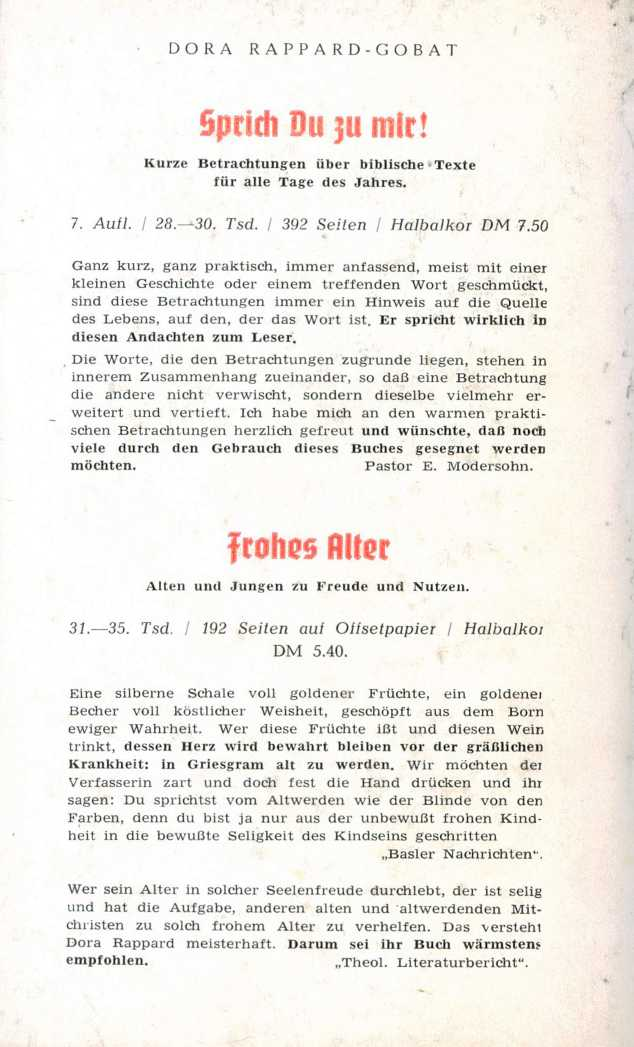 DORA RAPPARD-GOBAT
Sprich Du zu mir!
Kurze Betrachtungen über biblische Texte
für alle Tage des Jahres.
7. Aufl. / 28.—30. Tsd. / 392 Seiten / Halbalkor DM 7.50
Ganz kurz, ganz praktisch, immer anfassend, meist mit einer
kleinen Geschichte oder einem treffenden Wort geschmückt,
sind diese Betrachtungen immer ein Hinweis auf die Quelle
des Lebens, auf den, der das Wort ist. Er spricht wirklich in
diesen Andachten zum Leser.
Die Worte, die den Betrachtungen zugrunde liegen, stehen in
innerem Zusammenhang zueinander, so daß eine Betrachtung
die andere nicht verwischt, sondern dieselbe vielmehr er-
weitert und vertieft. Ich habe mich an den warmen prakti-
schen Betrachtungen herzlich gefreut und wünschte, daß noch
viele durch den Gebrauch dieses Buches gesegnet werden
möchten. Pastor E. Modersohn.
Frohes Alter
Alten und Jungen zu Freude und Nutzen.
31.—35. Tsd. / 192 Seiten auf Offsetpapier / Halbalkor
DM 5.40.
Eine silberne Schale voll goldener Früchte, ein goldener
Becher voll köstlicher Weisheit, geschöpft aus dem Born
ewiger Wahrheit. Wer diese Früchte ißt und diesen Wein
trinkt, dessen Herz wird bewahrt bleiben vor der gräßlichen
Krankheit: in Griesgram alt zu werden. Wir möchten der
Verfasserin zart und doch fest die Hand drücken und ihr
sagen: Du sprichst vom Altwerden wie der Blinde von den
Farben, denn du bist ja nur aus der unbewußt frohen Kind-
heit in die bewußte Seligkeit des Kindseins geschritten
„Basler Nachrichten“.
Wer sein Alter in solcher Seelenfreude durchlebt, der ist selig
und hat die Aufgabe, anderen alten und altwerdenden Mit-
christen zu solch frohem Alter zu verhelfen. Das versteht
Dora Rappard meisterhaft. Darum sei ihr Buch wärmstens
empfohlen. „Theol. Literaturbericht“.